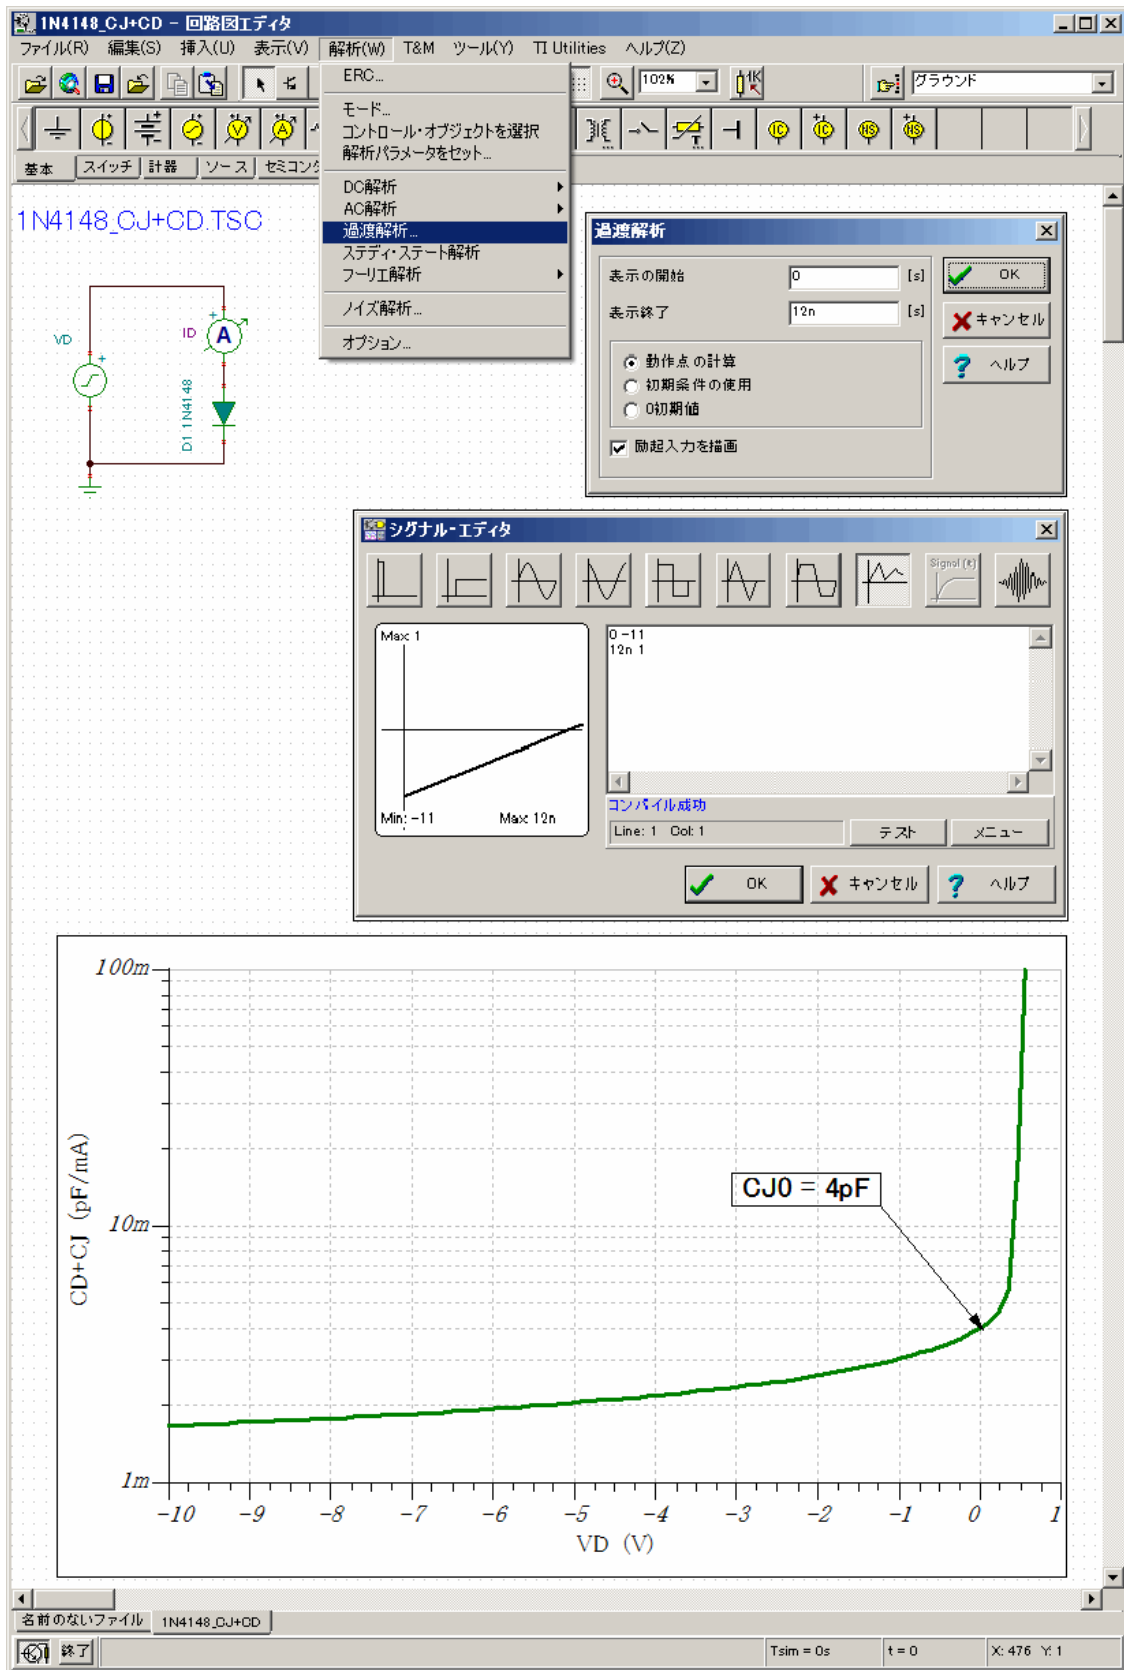 1N4148_CJ+CD - 回路図エディタ
ファイル(R) 編集(S) 挿入(U) 表示(V) 解析(W) T&M ツール(Y) TI Utilities ヘルプ(Z)
102%
1K
グラウンド
V
A
IC
IC
NS
NS
基本 スイッチ 計器 ソース
ERC...
モード...
コントロール・オブジェクトを選択
解析パラメータをセット...
DC解析
AC解析
過渡解析...
ステディ・ステート解析
フーリエ解析
ノイズ解析...
オプション...
1N4148_CJ+CD.TSC
VD
ID
A
D1 1N4148
過渡解析
表示の開始 0 [s]
表示終了 12n [s]
動作点の計算
初期条件の使用
0初期値
励起入力を描画
OK
キャンセル
ヘルプ
シグナル・エディタ
Signal (t)
Max: 1
Min: -11 Max: 12n
0 -11
12n 1
コンパイル成功
Line: 1 Col: 1 テスト メニュー
OK キャンセル ヘルプ
100m
10m
1m
CD+CJ (pF/mA)
CJ0 = 4pF
-10 -9 -8 -7 -6 -5 -4 -3 -2 -1 0 1
VD (V)
名前のないファイル 1N4148_CJ+CD
終了 Tsim = 0s t = 0 X: 476 Y: 1